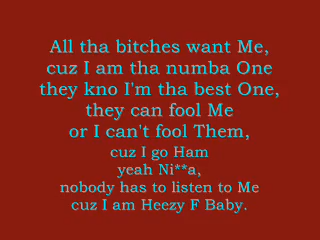 All tha bitches want Me,
cuz I am tha numba One
they kno I'm tha best One,
they can fool Me
or I can't fool Them,
cuz I go Ham
yeah Ni**a,
nobody has to listen to Me
cuz I am Heezy F Baby.